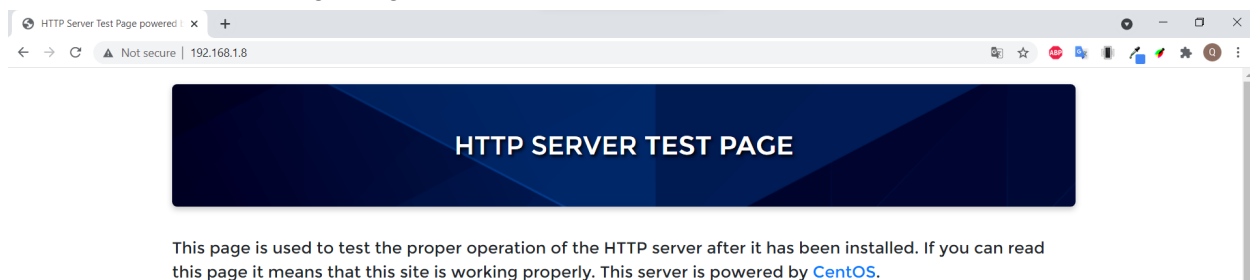 HTTP Server Test Page powered
Not secure | 192.168.1.8
ABP
Q
HTTP SERVER TEST PAGE
This page is used to test the proper operation of the HTTP server after it has been installed. If you can read
this page it means that this site is working properly. This server is powered by CentOS.